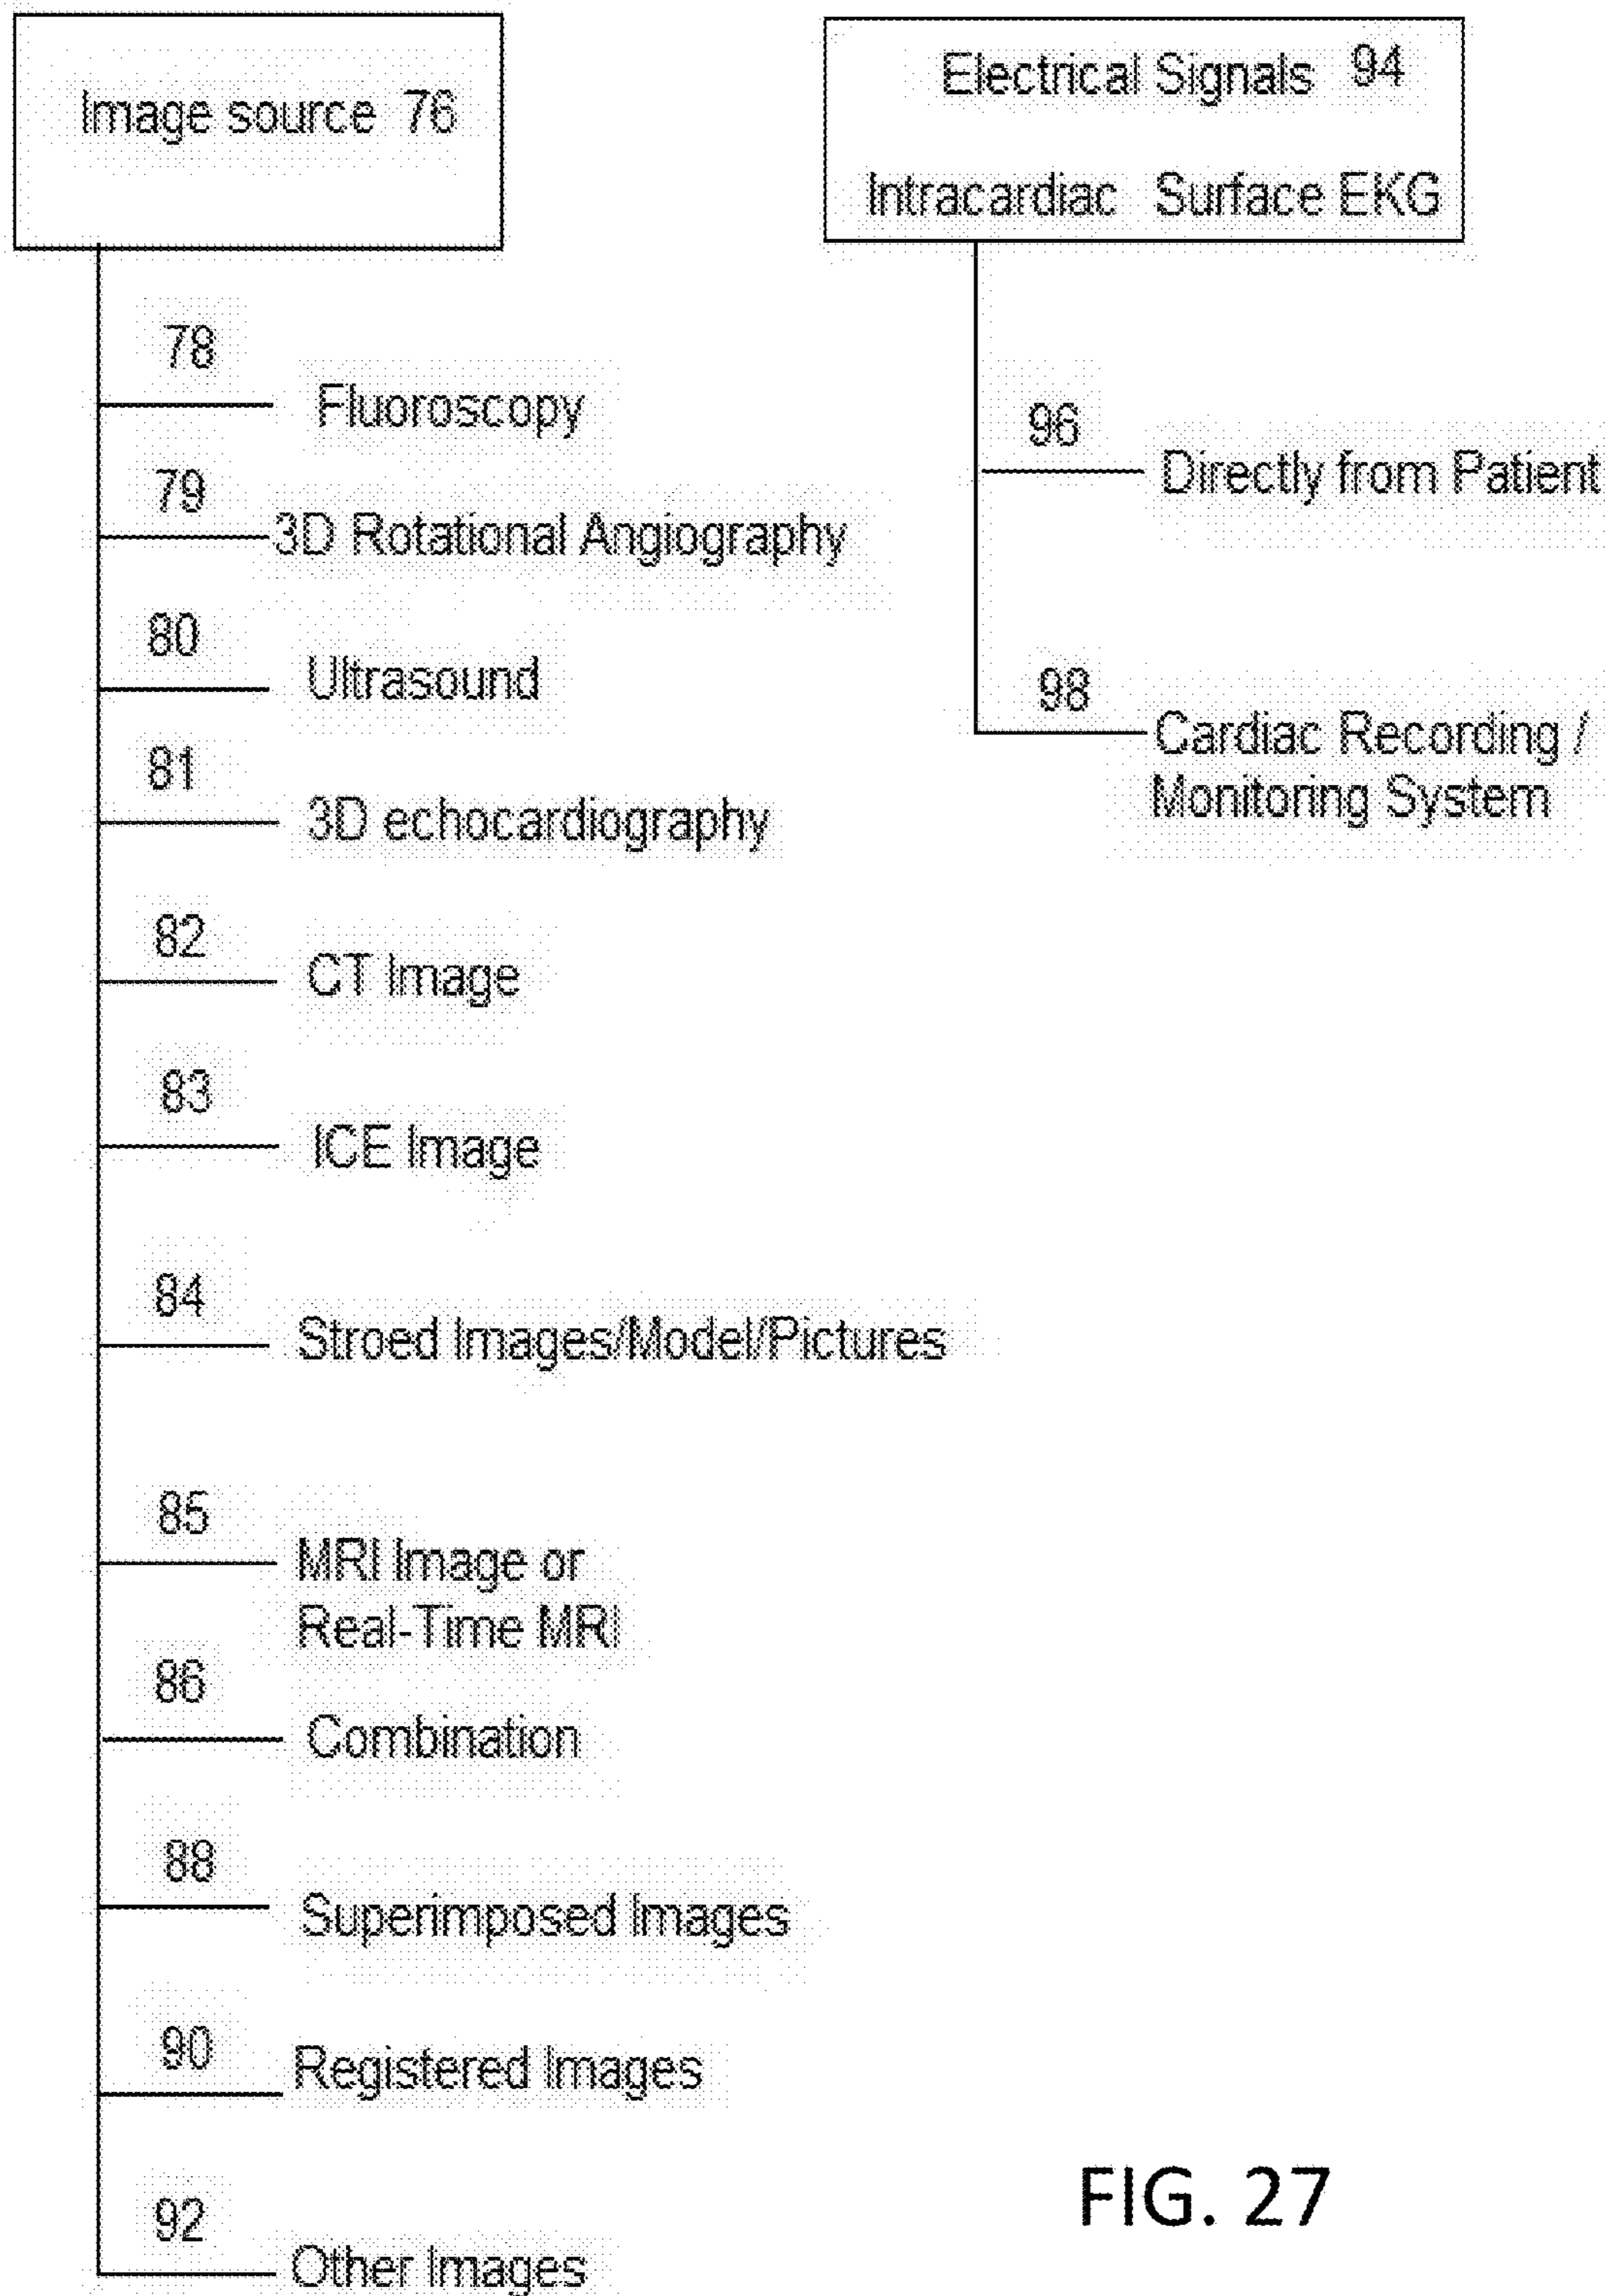 Image source 76
78
Fluoroscopy
79
3D Rotational Angiography
80
Ultrasound
81
3D echocardiography
82
CT Image
83
ICE Image
84
Stroed Images/Model/Pictures
85
MRI Image or
Real-Time MRI
86
Combination
88
Superimposed Images
90
Registered Images
92
Other Images
Electrical Signals 94
Intracardiac Surface EKG
96
Directly from Patient
98
Cardiac Recording /
Monitoring System
FIG. 27